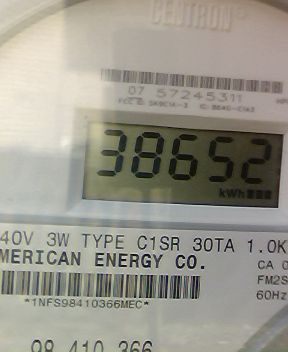 CENTRON®
07 57245311
38652
kWh
40V 3W TYPE C1SR 30TA 1.0K
MERICAN ENERGY CO.
CA 0
FM2S
60Hz
*1NFS98410366MEC*
98 410 366